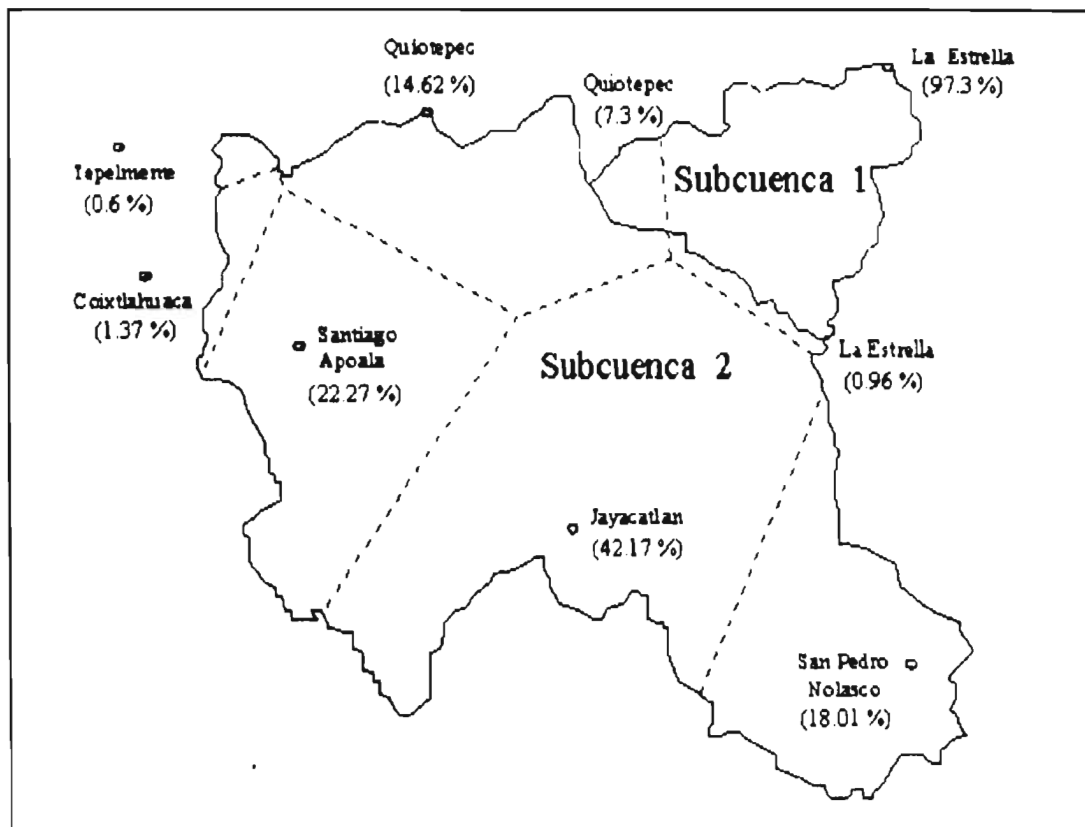 Quiotepec
(14.62 %)
La Estrella
(97.3 %)
Quiotepec
(7.3 %)
Tepelmeme
(0.6 %)
Subcuenca 1
Coixtlahuaca
(1.37 %)
Santiago
Apoala
(22.27 %)
Subcuenca 2
La Estrella
(0.96 %)
Jayacatlan
(42.17 %)
San Pedro
Nolasco
(18.01 %)